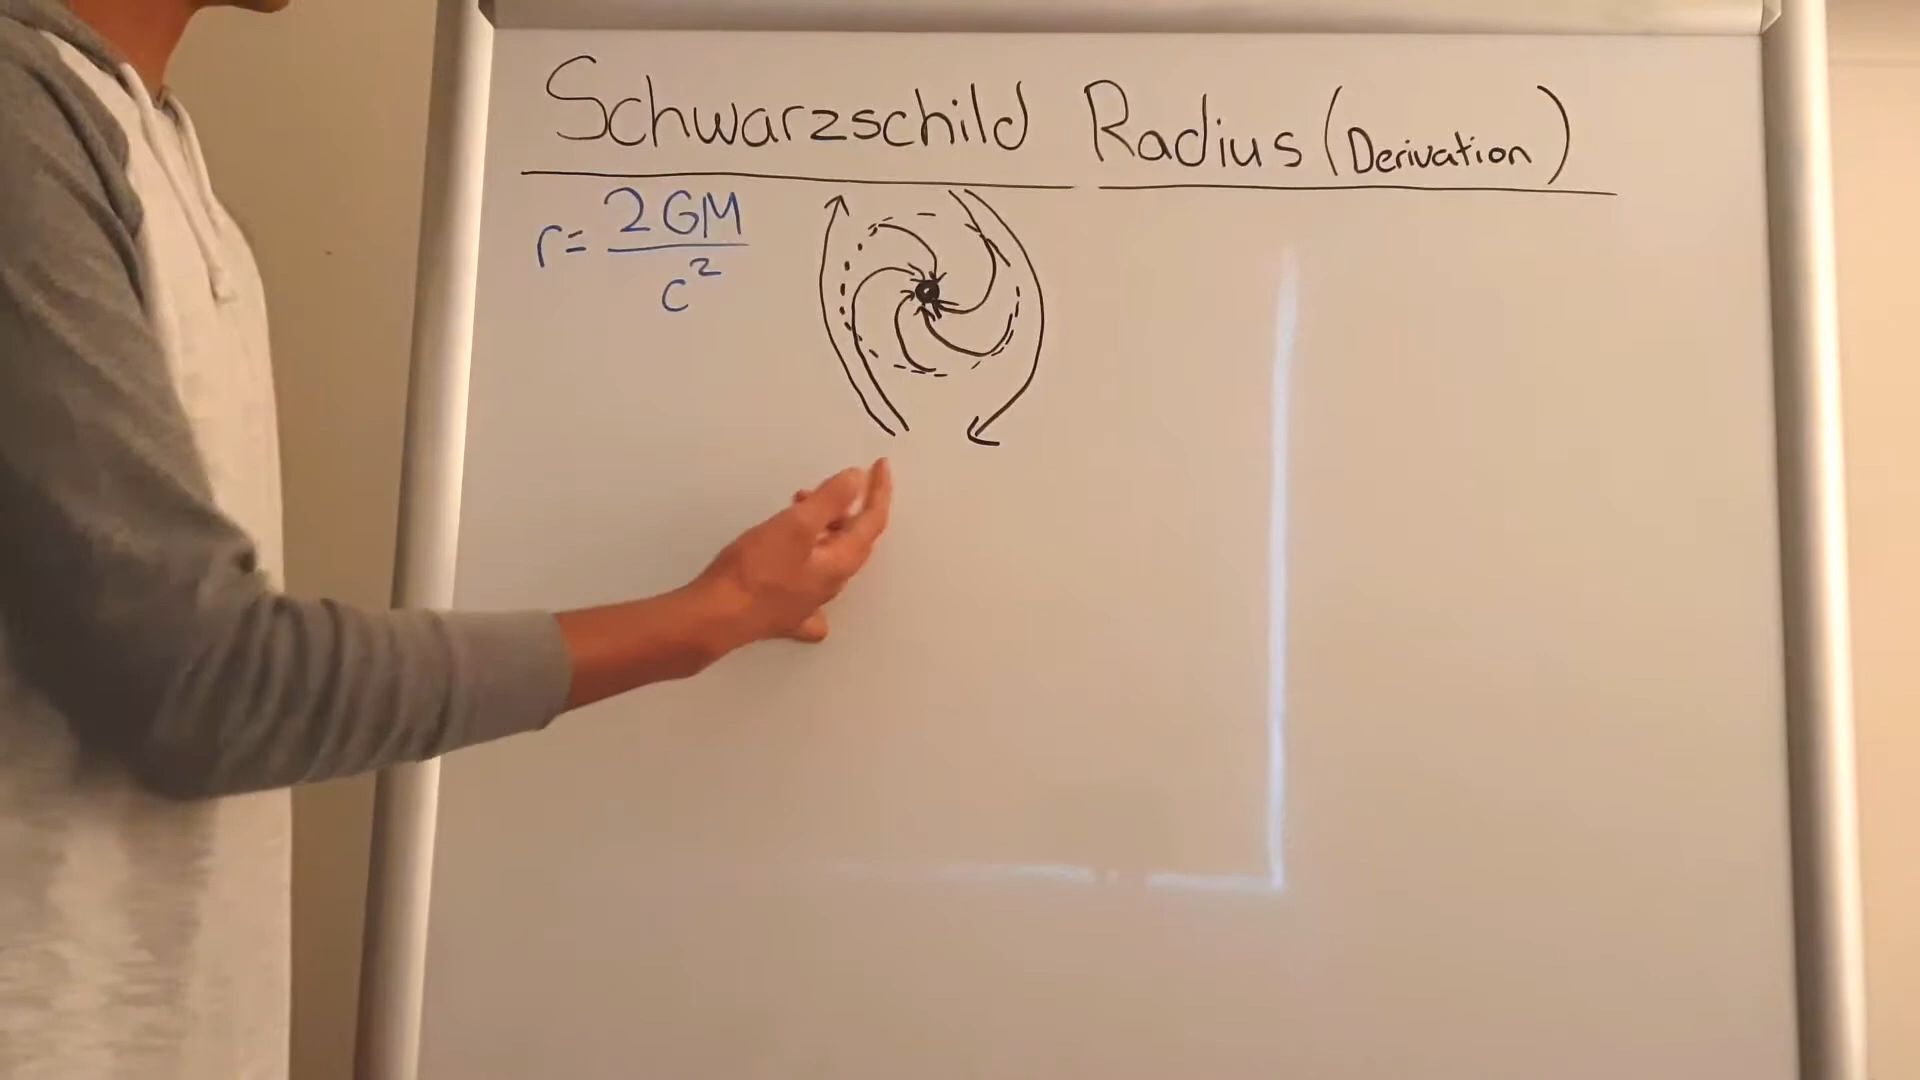 Schwarzschild Radius (Derivation)
r = 2GM / c²